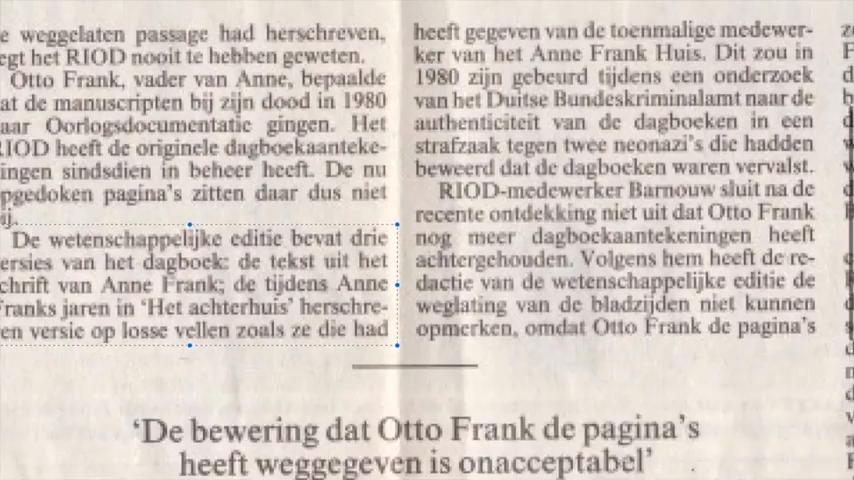 e weggelaten passage had herschreven,
egt het RIOD nooit te hebben geweten.
Otto Frank, vader van Anne, bepaalde
at de manuscripten bij zijn dood in 1980
aar Oorlogsdocumentatie gingen. Het
RIOD heeft de originele dagboekaanteke-
ingen sindsdien in beheer heeft. De nu
pgedoken pagina's zitten daar dus niet
ij.
De wetenschappelijke editie bevat drie
ersies van het dagboek: de tekst uit het
chrift van Anne Frank; de tijdens Anne
Franks jaren in 'Het achterhuis' herschre-
en versie op losse vellen zoals ze die had
heeft gegeven van de toenmalige medewer-
ker van het Anne Frank Huis. Dit zou in
1980 zijn gebeurd tijdens een onderzoek
van het Duitse Bundeskriminalamt naar de
authenticiteit van de dagboeken in een
strafzaak tegen twee neonazi's die hadden
beweerd dat de dagboeken waren vervalst.
RIOD-medewerker Barnouw sluit na de
recente ontdekking niet uit dat Otto Frank
nog meer dagboekaantekeningen heeft
achtergehouden. Volgens hem heeft de re-
dactie van de wetenschappelijke editie de
weglating van de bladzijden niet kunnen
opmerken, omdat Otto Frank de pagina's
'De bewering dat Otto Frank de pagina's
heeft weggegeven is onacceptabel'